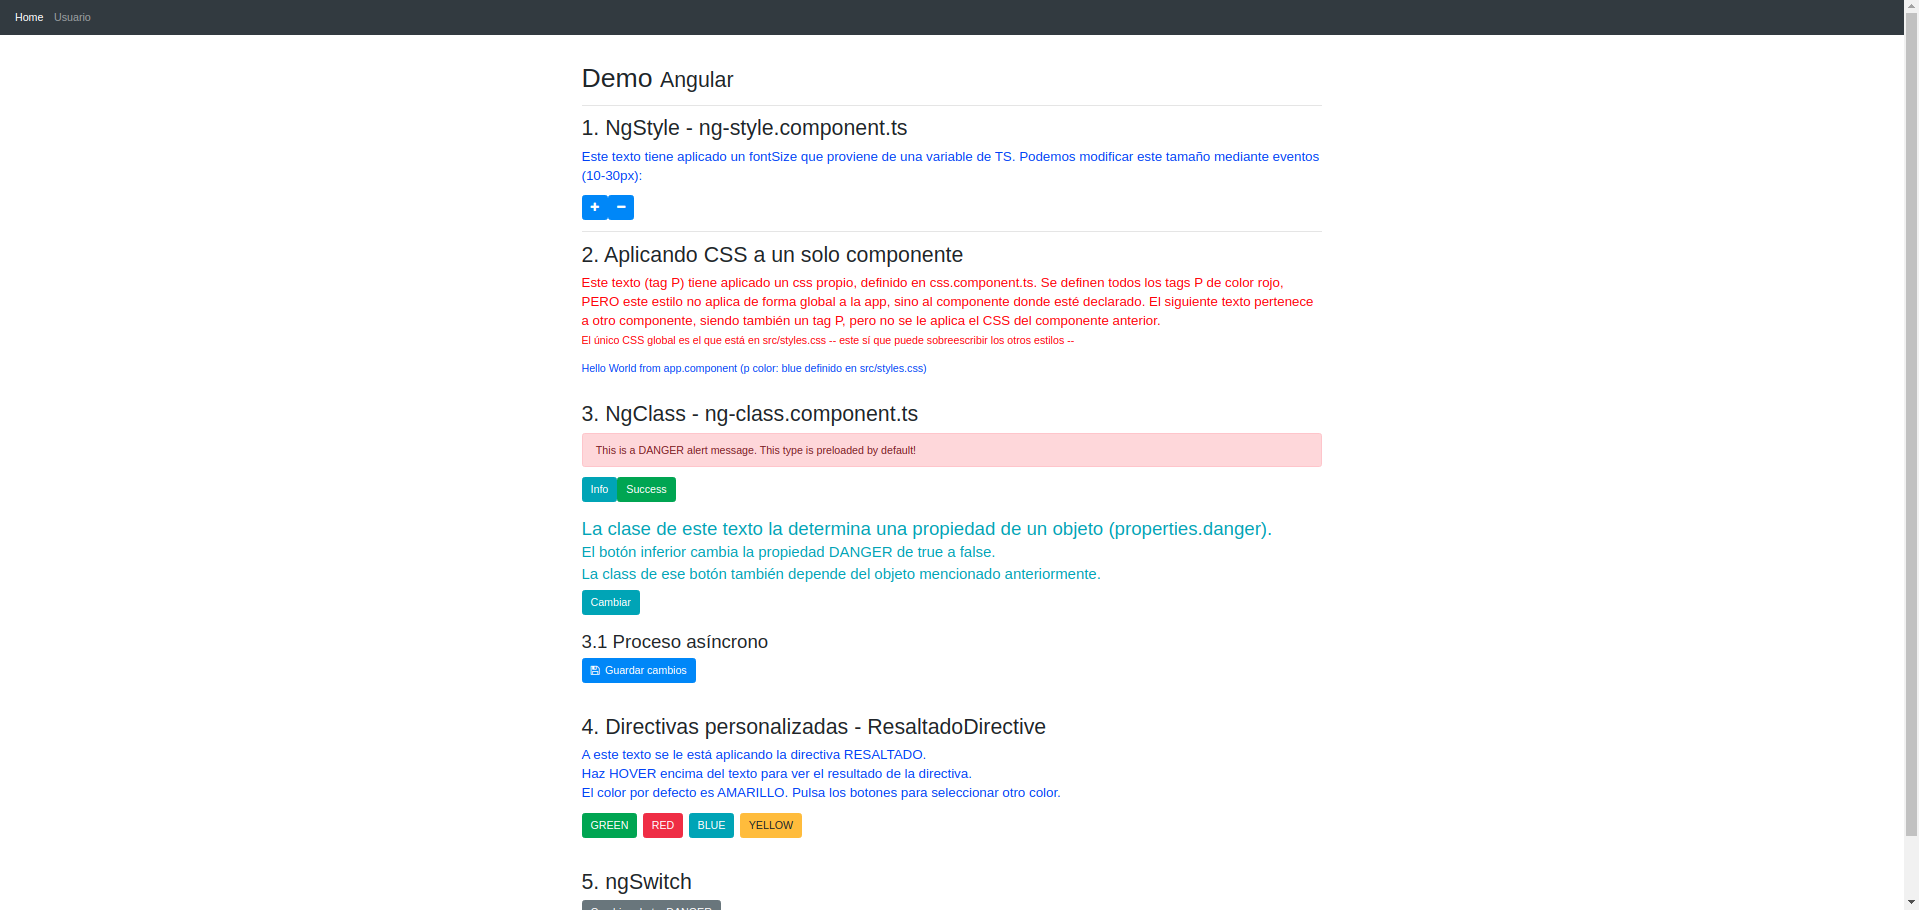 Home Usuario
Demo Angular
1. NgStyle - ng-style.component.ts
Este texto tiene aplicado un fontSize que proviene de una variable de TS. Podemos modificar este tamaño mediante eventos
(10-30px):
2. Aplicando CSS a un solo componente
Este texto (tag P) tiene aplicado un css propio, definido en css.component.ts. Se definen todos los tags P de color rojo,
PERO este estilo no aplica de forma global a la app, sino al componente donde esté declarado. El siguiente texto pertenece
a otro componente, siendo también un tag P, pero no se le aplica el CSS del componente anterior.
El único CSS global es el que está en src/styles.css -- este sí que puede sobreescribir los otros estilos --
Hello World from app.component (p color: blue definido en src/styles.css)
3. NgClass - ng-class.component.ts
This is a DANGER alert message. This type is preloaded by default!
Info Success
La clase de este texto la determina una propiedad de un objeto (properties.danger).
El botón inferior cambia la propiedad DANGER de true a false.
La class de ese botón también depende del objeto mencionado anteriormente.
Cambiar
3.1 Proceso asíncrono
Guardar cambios
4. Directivas personalizadas - ResaltadoDirective
A este texto se le está aplicando la directiva RESALTADO.
Haz HOVER encima del texto para ver el resultado de la directiva.
El color por defecto es AMARILLO. Pulsa los botones para seleccionar otro color.
GREEN RED BLUE YELLOW
5. ngSwitch